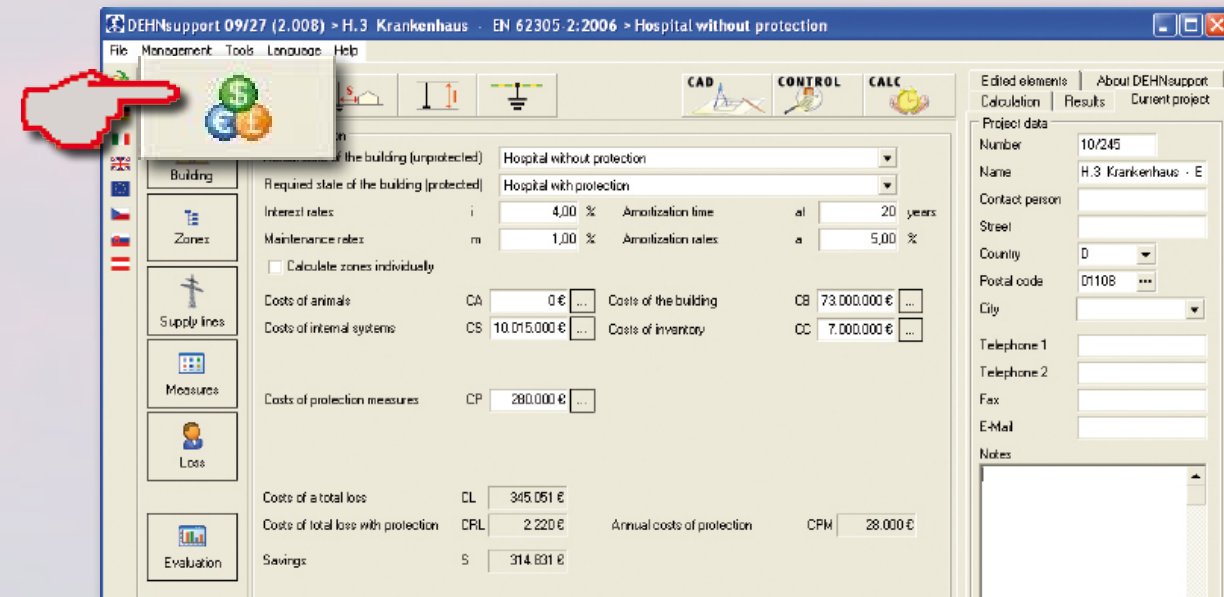 DEHNsupport 09/27 (2.008) > H.3 Krankenhaus - EN 62305-2:2006 > Hospital without protection
File Management Tools Language Help
CAD CONTROL CALC
Edited elements About DEHNsupport
Calculation Results Current project
Building
Zones
Supply lines
Measures
Loss
Evaluation
of the building (unprotected) Hospital without protection
Required state of the building (protected) Hospital with protection
Interest rates i 4,00 % Amortization time at 20 years
Maintenance rates m 1,00 % Amortization rates a 5,00 %
Calculate zones individually
Costs of animals CA 0 € ... Costs of the building CB 73.000.000 € ...
Costs of internal systems CS 10.015.000 € ... Costs of inventory CC 7.000.000 € ...
Costs of protection measures CP 280.000 € ...
Costs of a total loss CL 345.051 €
Costs of total loss with protection CRL 2.220 € Annual costs of protection CPM 28.000 €
Savings S 314.831 €
Project data
Number 10/245
Name H.3 Krankenhaus - E
Contact person
Street
Country D
Postal code 01108 ...
City
Telephone 1
Telephone 2
Fax
E-Mail
Notes